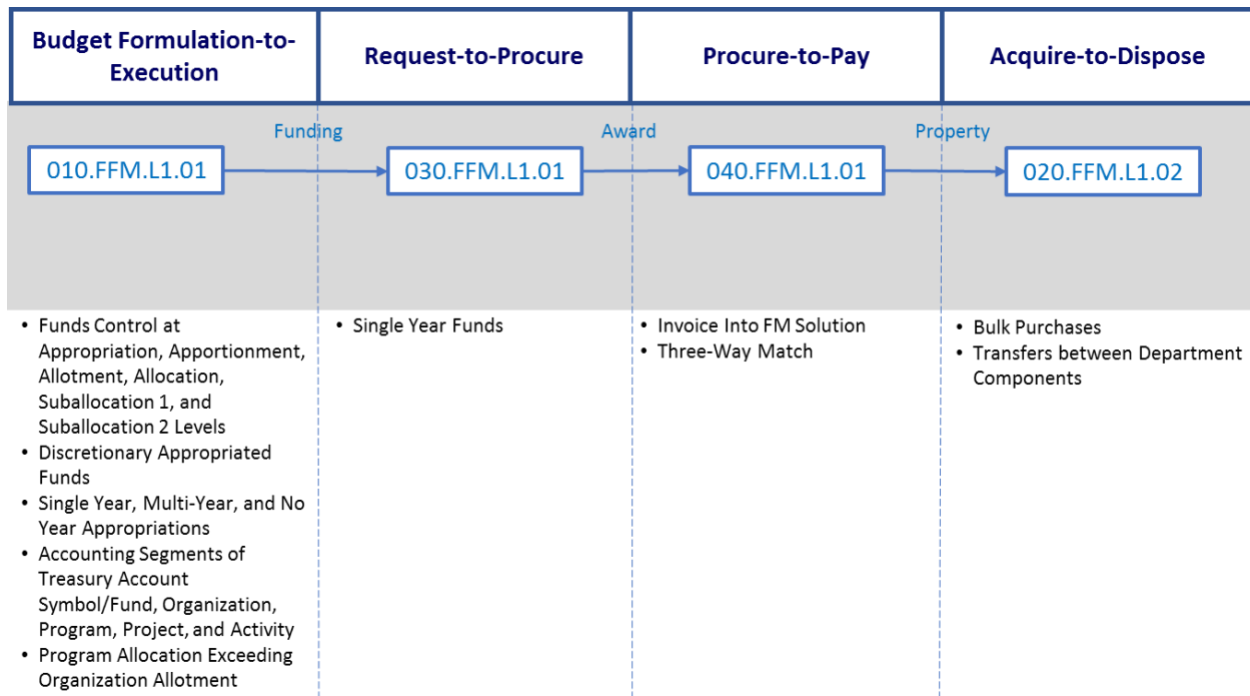 Budget Formulation-to-
Execution
Request-to-Procure
Procure-to-Pay
Acquire-to-Dispose
Funding
Award
Property
010.FFM.L1.01
030.FFM.L1.01
040.FFM.L1.01
020.FFM.L1.02
• Funds Control at
Appropriation, Apportionment,
Allotment, Allocation,
Suballocation 1, and
Suballocation 2 Levels
• Discretionary Appropriated
Funds
• Single Year, Multi-Year, and No
Year Appropriations
• Accounting Segments of
Treasury Account
Symbol/Fund, Organization,
Program, Project, and Activity
• Program Allocation Exceeding
Organization Allotment
• Single Year Funds
• Invoice Into FM Solution
• Three-Way Match
• Bulk Purchases
• Transfers between Department
Components